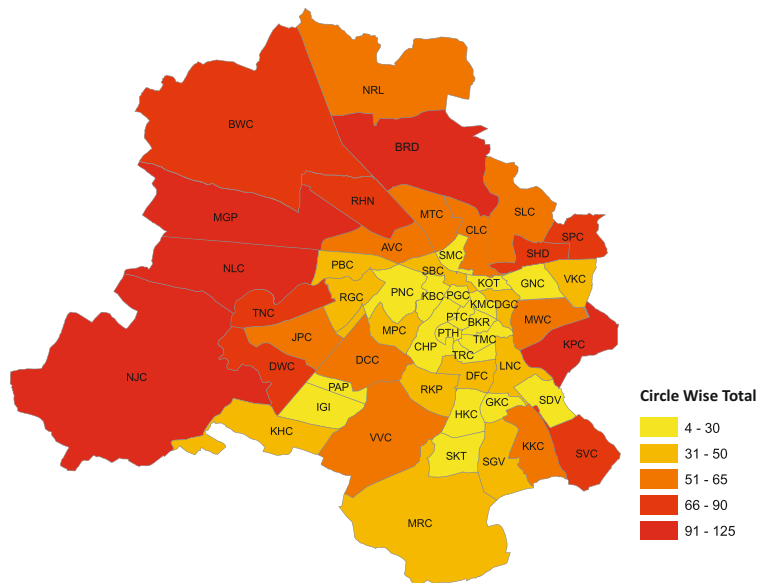 NRL
BWC
BRD
RHN
MGP
MTC
SLC
CLC
SPC
AVC
SHD
SMC
PBC
NLC
SBC
VKC
KOT
GNC
PNC
RGC
KBC
PGC
KMC
DGC
TNC
PTC
BKR
MWC
MPC
PTH
JPC
TMC
CHP
KPC
TRC
DCC
DWC
LNC
NJC
DFC
PAP
RKP
SDV
GKC
IGI
HKC
KHC
VVC
KKC
SVC
SKT
SGV
MRC
Circle Wise Total
4 - 30
31 - 50
51 - 65
66 - 90
91 - 125